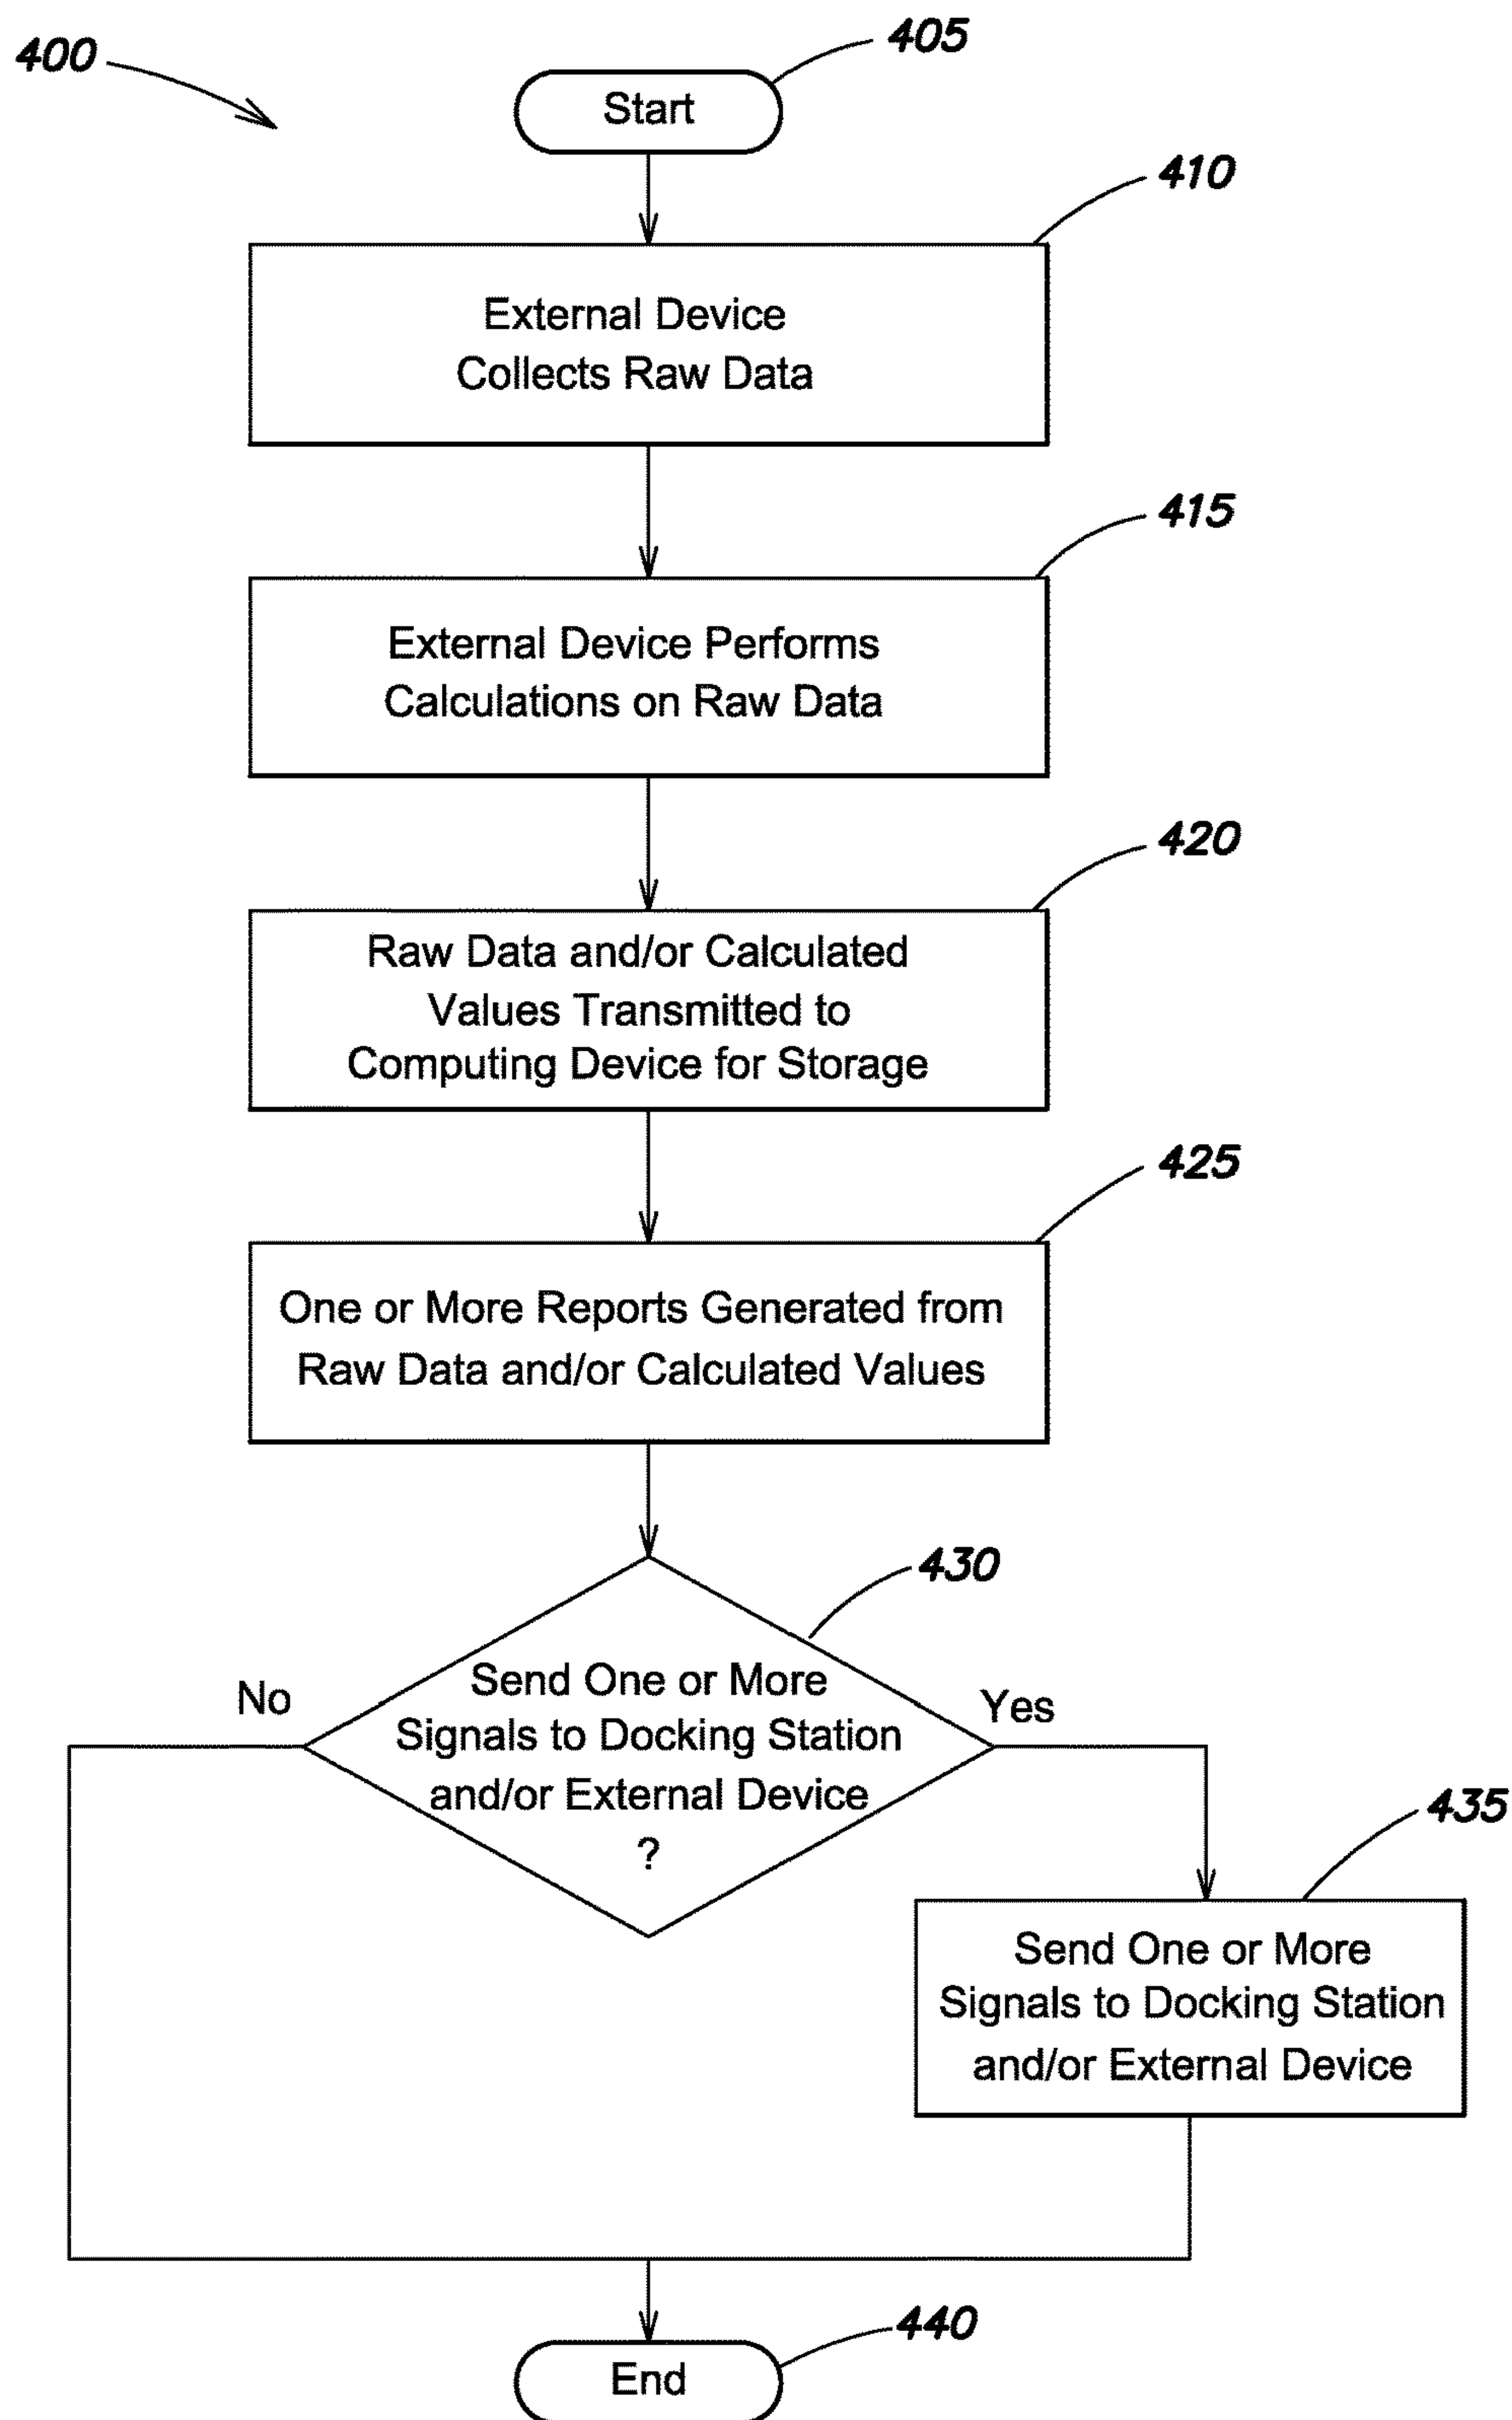 400
405
Start
410
External Device
Collects Raw Data
415
External Device Performs
Calculations on Raw Data
420
Raw Data and/or Calculated
Values Transmitted to
Computing Device for Storage
425
One or More Reports Generated from
Raw Data and/or Calculated Values
430
Send One or More
Signals to Docking Station
and/or External Device
?
No
Yes
435
Send One or More
Signals to Docking Station
and/or External Device
440
End